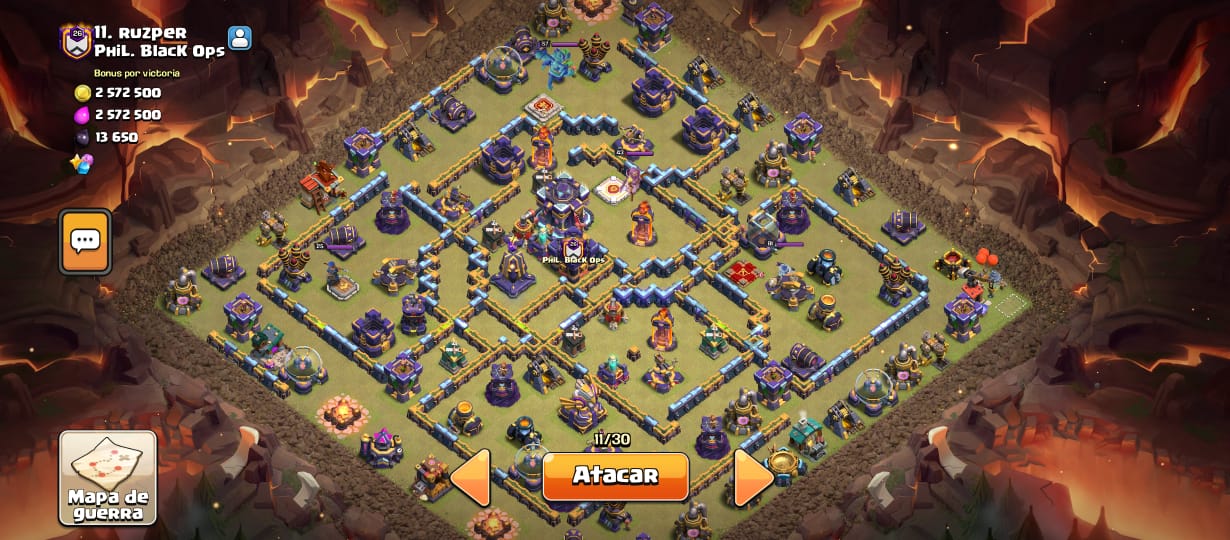 26
11. RUZPER
PHIL. BLACK OPS
Bonus por victoria
2 572 500
2 572 500
13 650
PHIL. BLACK OPS
11/30
Atacar
Mapa de
guerra